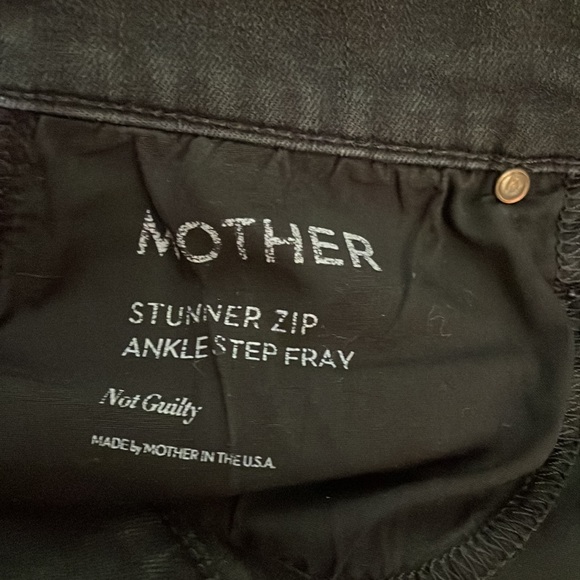 MOTHER
STUNNER ZIP
ANKLE STEP FRAY
Not Guilty
MADE by MOTHER IN THE U.S.A.